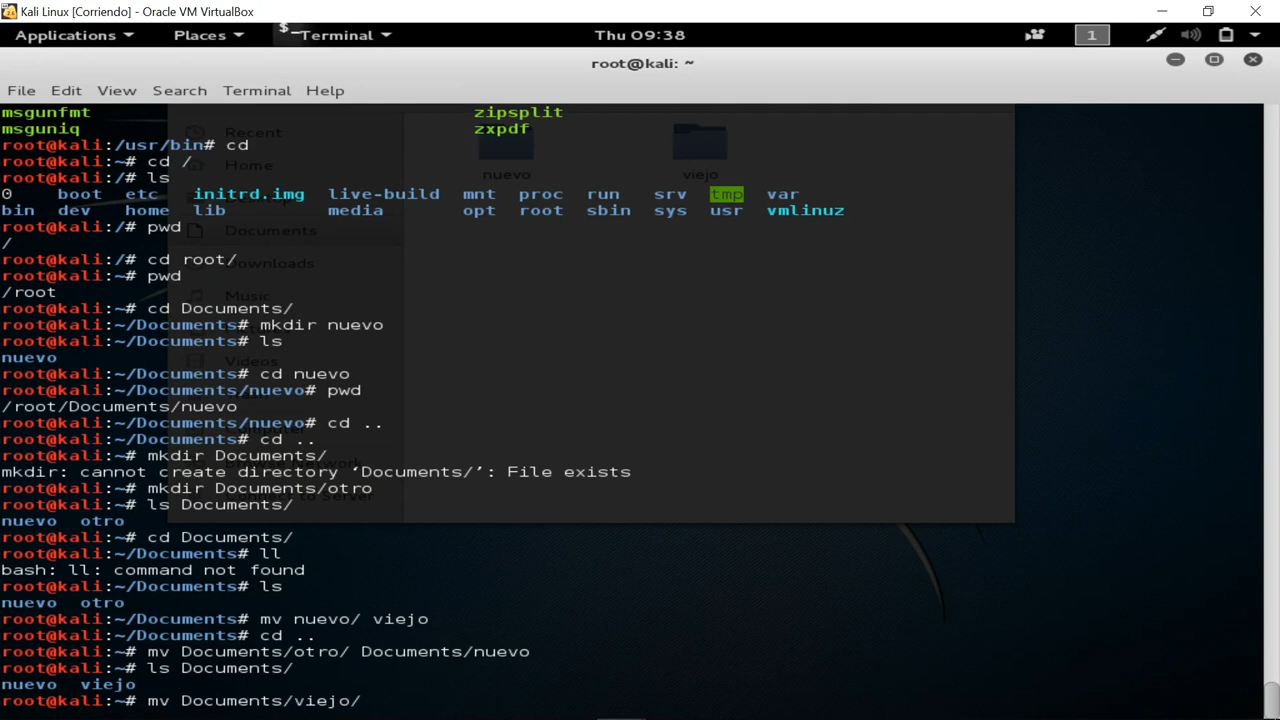 Kali Linux [Corriendo] - Oracle VM VirtualBox
Applications Places Terminal Thu 09:38 1
root@kali: ~
File Edit View Search Terminal Help
msgunfmt zipsplit
msguniq zxpdf
root@kali:/usr/bin# cd
root@kali:~# cd /
root@kali:/# ls
0 boot etc initrd.img live-build mnt proc run srv tmp var
bin dev home lib media opt root sbin sys usr vmlinuz
root@kali:/# pwd
/
root@kali:/# cd root/
root@kali:~# pwd
/root
root@kali:~# cd Documents/
root@kali:~/Documents# mkdir nuevo
root@kali:~/Documents# ls
nuevo
root@kali:~/Documents# cd nuevo
root@kali:~/Documents/nuevo# pwd
/root/Documents/nuevo
root@kali:~/Documents/nuevo# cd ..
root@kali:~/Documents# cd ..
root@kali:~# mkdir Documents/
mkdir: cannot create directory ‘Documents/’: File exists
root@kali:~# mkdir Documents/otro
root@kali:~# ls Documents/
nuevo otro
root@kali:~# cd Documents/
root@kali:~/Documents# ll
bash: ll: command not found
root@kali:~/Documents# ls
nuevo otro
root@kali:~/Documents# mv nuevo/ viejo
root@kali:~/Documents# cd ..
root@kali:~# mv Documents/otro/ Documents/nuevo
root@kali:~# ls Documents/
nuevo viejo
root@kali:~# mv Documents/viejo/
Recent
Home
Documents
Downloads
Music
Videos
nuevo viejo